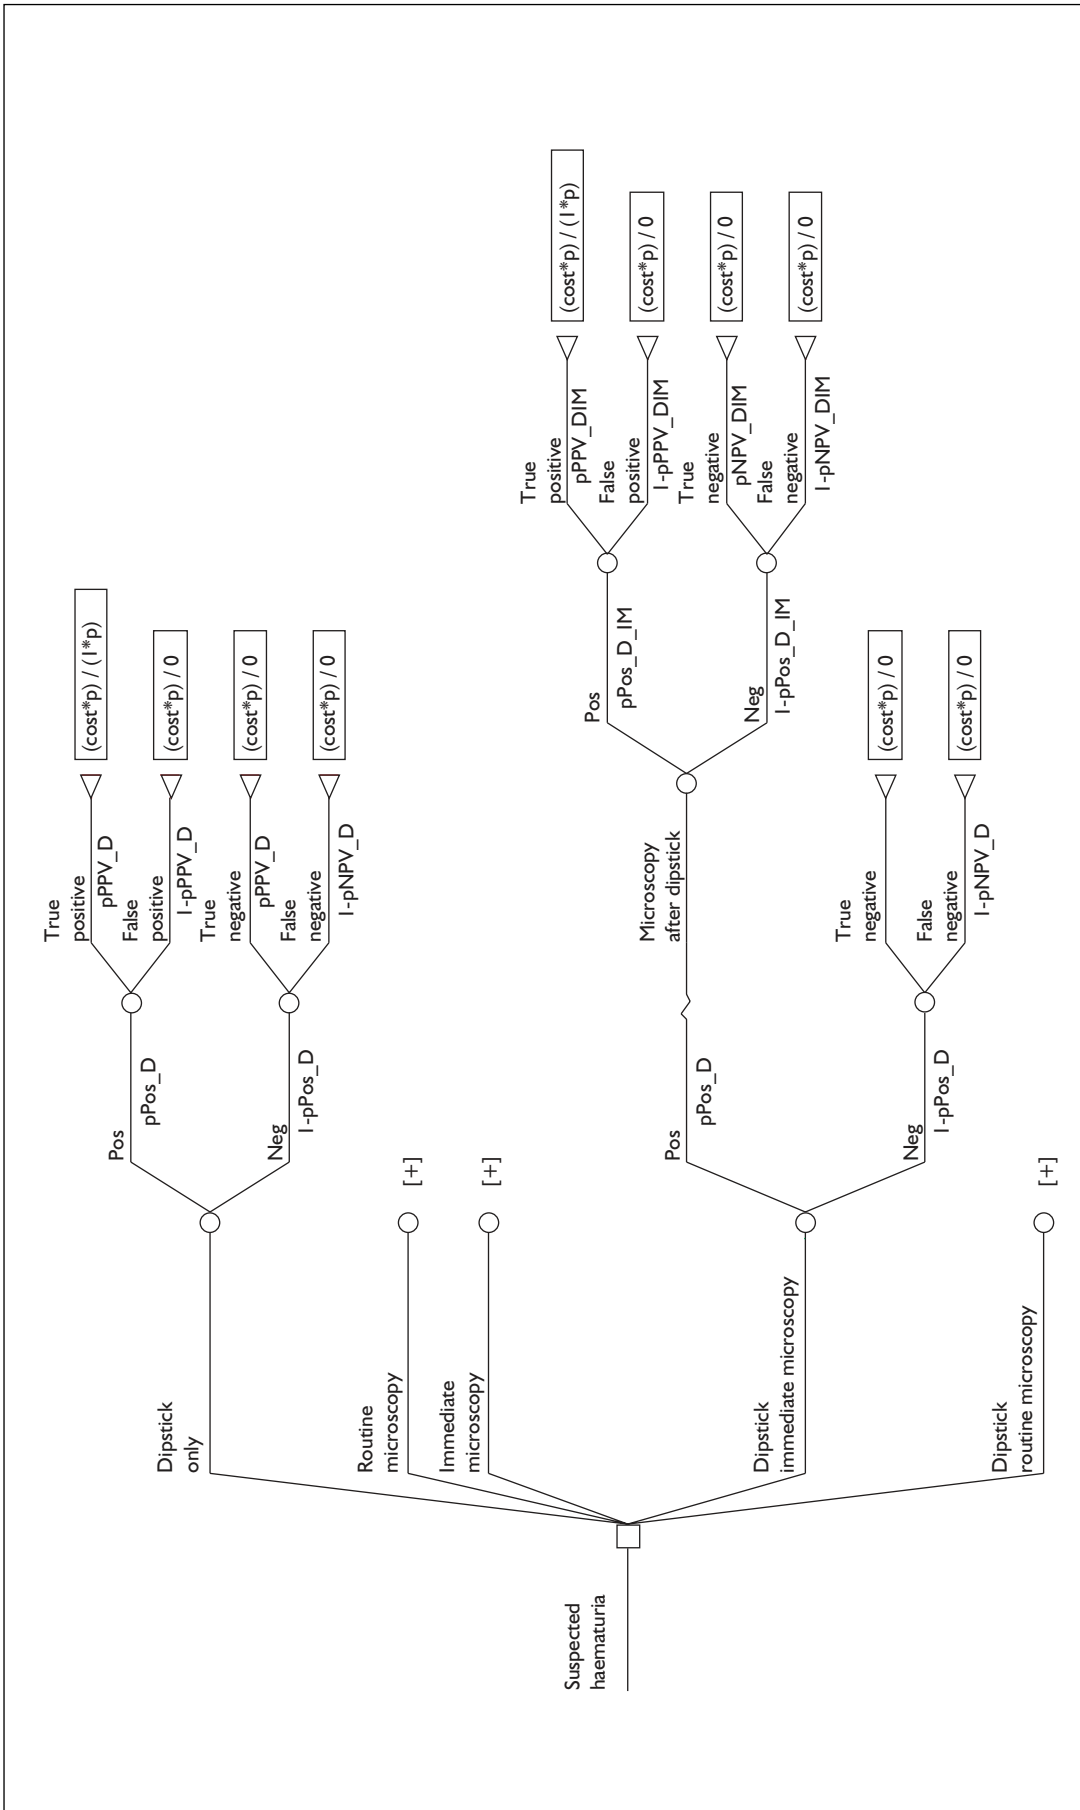 Suspected
haematuria
Dipstick
only
Pos
pPos_D
True
positive
pPPV_D
(cost*p) / (1*p)
False
positive
1-pPPV_D
(cost*p) / 0
Neg
1-pPos_D
True
negative
pPPV_D
(cost*p) / 0
False
negative
1-pNPV_D
(cost*p) / 0
Routine
microscopy
[+]
Immediate
microscopy
[+]
Dipstick
immediate microscopy
Pos
pPos_D
Microscopy
after dipstick
Pos
pPos_D_IM
True
positive
pPPV_DIM
(cost*p) / (1*p)
False
positive
1-pPPV_DIM
(cost*p) / 0
Neg
1-pPos_D_IM
True
negative
pNPV_DIM
(cost*p) / 0
False
negative
1-pNPV_DIM
(cost*p) / 0
Neg
1-pPos_D
True
negative
(cost*p) / 0
False
negative
1-pNPV_D
(cost*p) / 0
Dipstick
routine microscopy
[+]